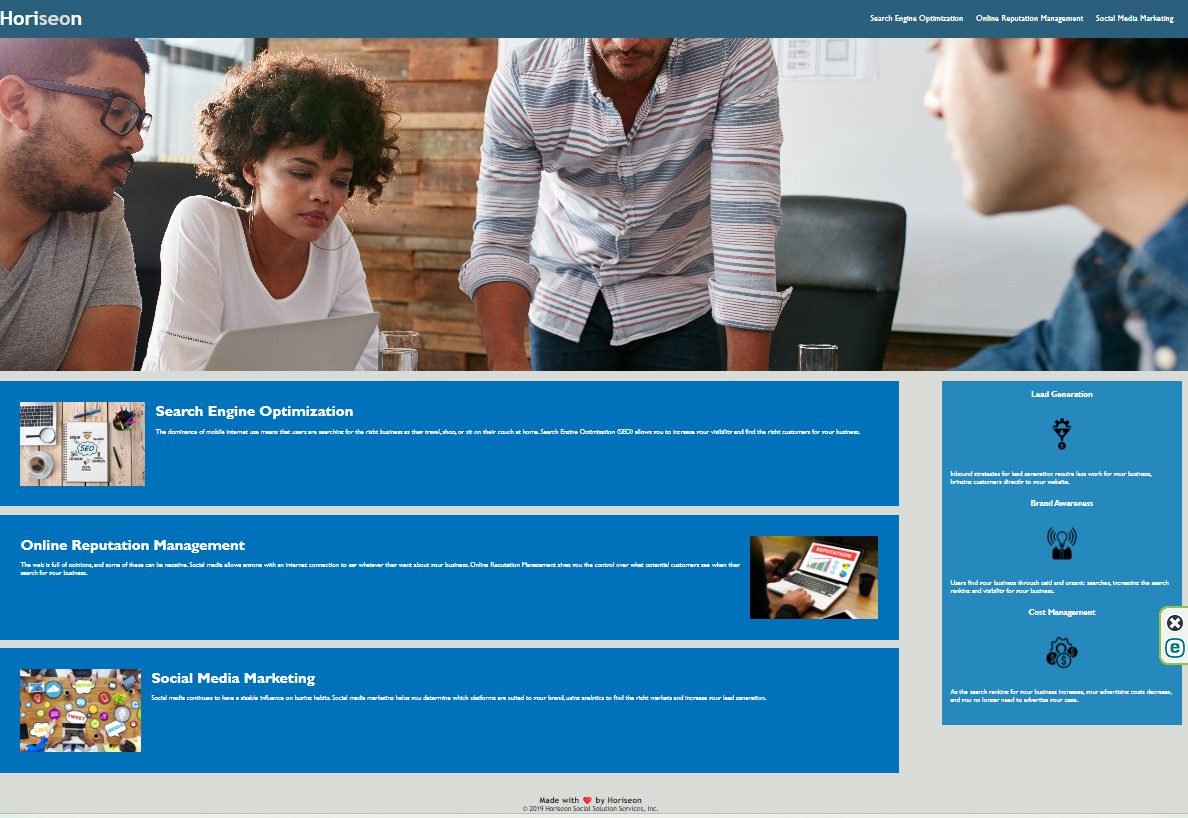 Horiseon
Search Engine Optimization Online Reputation Management Social Media Marketing
Search Engine Optimization
The dominance of mobile internet use means that users are searching for the right business as they travel, shop, or sit on their couch at home. Search Engine Optimization (SEO) allows you to increase your visibility and find the right customers for your business.
SEO
Online Reputation Management
The web is full of opinions, and some of these can be negative. Social media allows anyone with an internet connection to say whatever they want about your business. Online Reputation Management gives you the control over what potential customers see when they
search for your business.
REPUTATION
Social Media Marketing
Social media continues to have a sizable influence on buying habits. Social media marketing helps you determine which platforms are suited to your brand, using analytics to find the right markets and increase your lead generation.
TWEET
LIKE
MEDIA
Lead Generation
Inbound strategies for lead generation require less work for your business,
bringing customers directly to your website.
Brand Awareness
Users find your business through paid and organic searches, increasing the search
ranking and visibility for your business.
Cost Management
As the search ranking for your business increases, your advertising costs decrease,
and you no longer need to advertise your page.
e
Made with ❤️ by Horiseon
© 2019 Horiseon Social Solution Services, Inc.